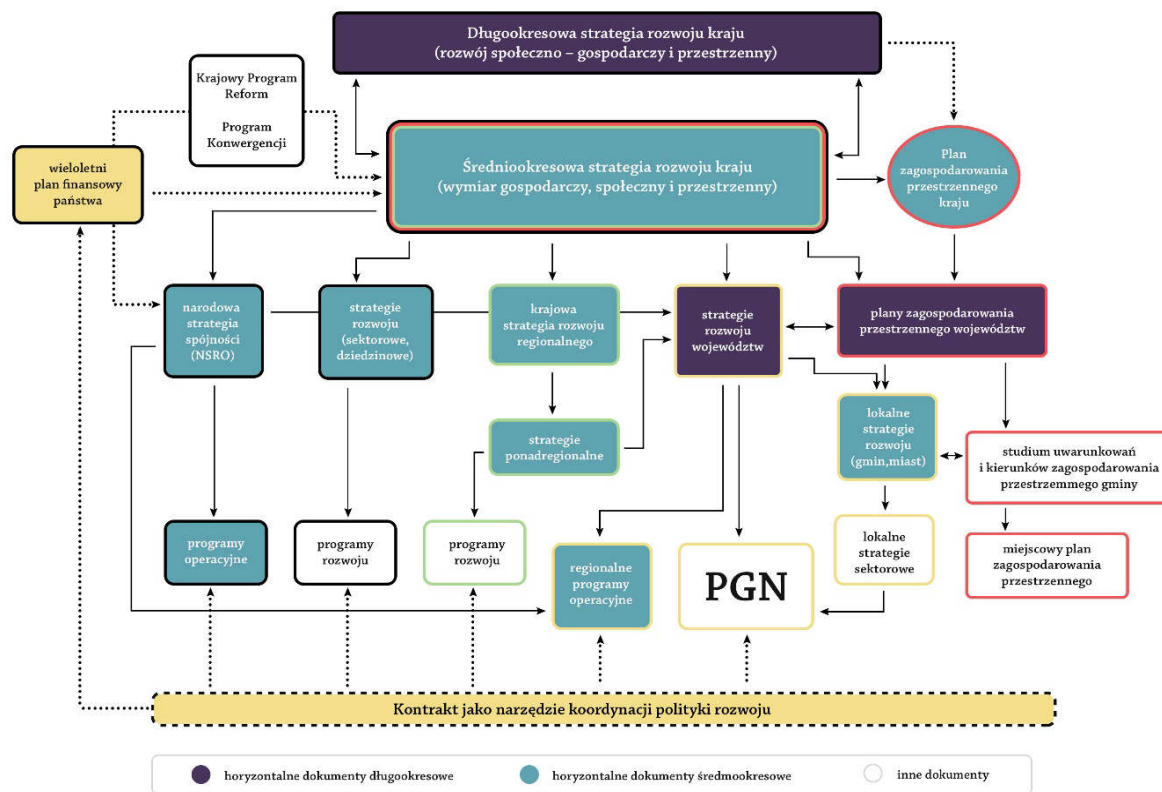 Długookresowa strategia rozwoju kraju
(rozwój społeczno – gospodarczy i przestrzenny)
Krajowy Program
Reform
Program
Konwergencji
wieloletni
plan finansowy
państwa
Średniookresowa strategia rozwoju kraju
(wymiar gospodarczy, społeczny i przestrzenny)
Plan
zagospodarowania
przestrzennego
kraju
narodowa
strategia
spójności
(NSRO)
strategie
rozwoju
(sektorowe,
dziedzinowe)
krajowa
strategia rozwoju
regionalnego
strategie
rozwoju
województw
plany zagospodarowania
przestrzennego województw
strategie
ponadregionalne
lokalne
strategie
rozwoju
(gmin,miast)
studium uwarunkowań
i kierunków zagospodarowania
przestrzemmego gminy
programy
operacyjne
programy
rozwoju
programy
rozwoju
regionalne
programy
operacyjne
PGN
lokalne
strategie
sektorowe
miejscowy plan
zagospodarowania
przestrzennego
Kontrakt jako narzędzie koordynacji polityki rozwoju
horyzontalne dokumenty długookresowe
horyzontalne dokumenty średmookresowe
inne dokumenty